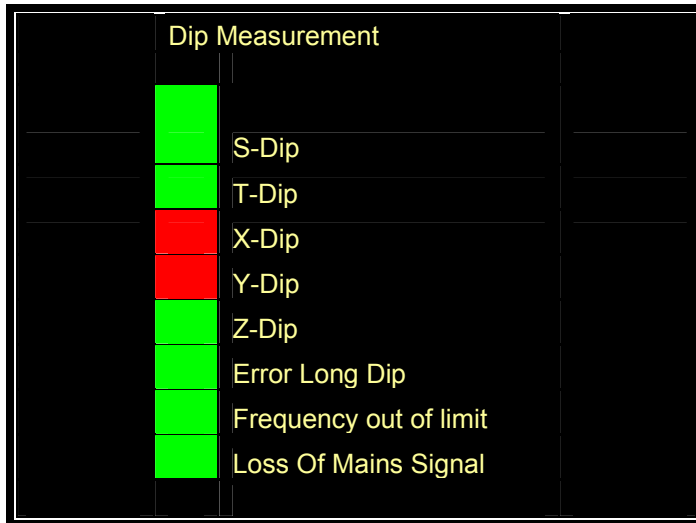 Dip Measurement
S-Dip
T-Dip
X-Dip
Y-Dip
Z-Dip
Error Long Dip
Frequency out of limit
Loss Of Mains Signal